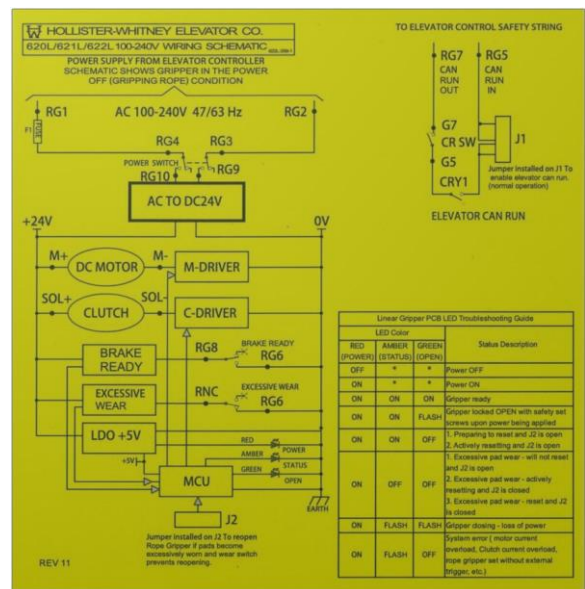 HOLLISTER-WHITNEY ELEVATOR CO.
620L/621L/622L 100-240V WIRING SCHEMATIC
POWER SUPPLY FROM ELEVATOR CONTROLLER
SCHEMATIC SHOWS GRIPPER IN THE POWER
OFF (GRIPPING ROPE) CONDITION
RG1
AC 100-240V 47/63 Hz
RG2
F1
FUSE
RG4
RG3
POWER SWITCH
RG10
RG9
AC TO DC24V
+24V
0V
M+
DC MOTOR
M-
M-DRIVER
SOL+
CLUTCH
SOL-
C-DRIVER
BRAKE
READY
RG8
BRAKE READY
RG6
EXCESSIVE
WEAR
RNC
EXCESSIVE WEAR
RG6
LDO +5V
+5V
RED
POWER
AMBER
STATUS
GREEN
OPEN
MCU
EARTH
J2
Jumper installed on J2 To reopen
Rope Gripper if pads become
excessively worn and wear switch
prevents reopening.
REV 11
TO ELEVATOR CONTROL SAFETY STRING
RG7
RG5
CAN
RUN
OUT
CAN
RUN
IN
G7
CR SW
G5
CRY1
J1
Jumper installed on J1 To
enable elevator can run.
(normal operation)
ELEVATOR CAN RUN
Linear Gripper PCB LED Troubleshooting Guide
LED Color
Status Description
RED (POWER)
AMBER (STATUS)
GREEN (OPEN)
OFF * * Power OFF
ON * * Power ON
ON ON ON Gripper ready
ON ON FLASH Gripper locked OPEN with safety set
screws upon power being applied
ON ON OFF 1. Preparing to reset and J2 is open
2. Actively resetting and J2 is open
ON OFF OFF 1. Excessive pad wear - will not reset
and J2 is open
2. Excessive pad wear - actively
resetting and J2 is closed
3. Excessive pad wear - reset and J2
is closed
ON FLASH FLASH Gripper closing - loss of power
ON FLASH OFF System error ( motor current
overload, Clutch current overload,
rope gripper set without external
trigger, etc.)